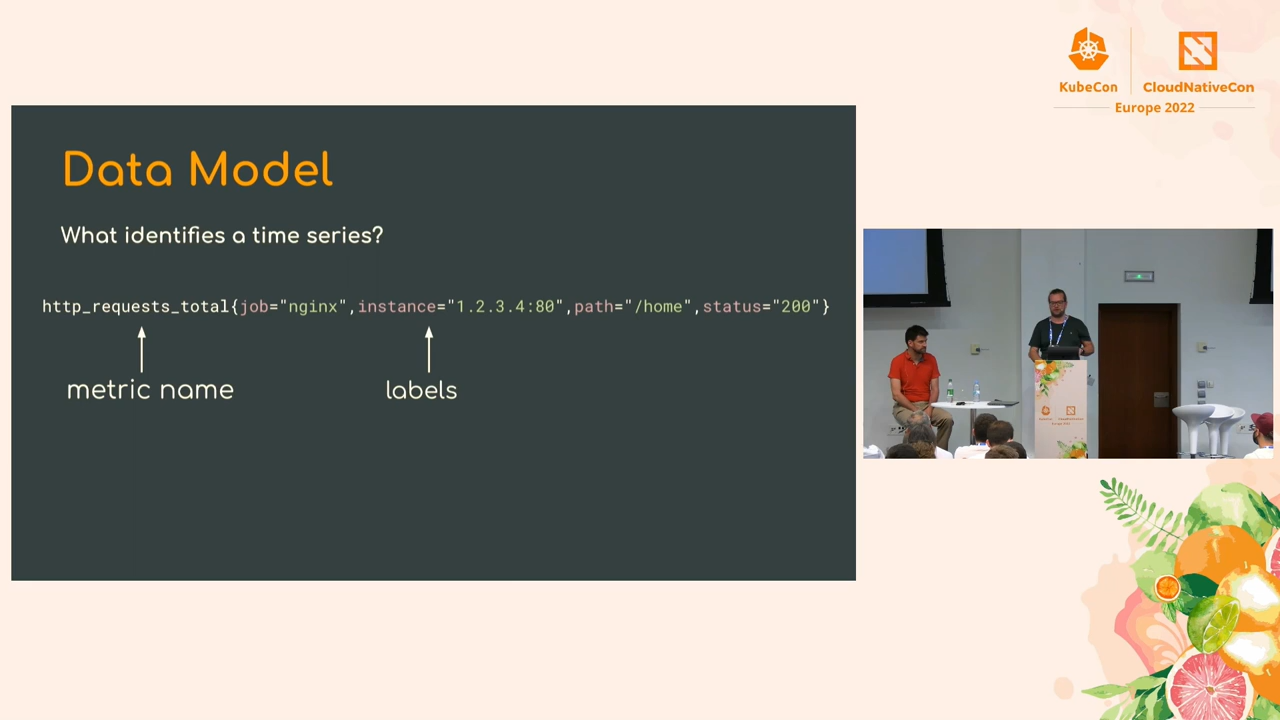 KubeCon
CloudNativeCon
Europe 2022
Data Model
What identifies a time series?
http_requests_total{job="nginx",instance="1.2.3.4:80",path="/home",status="200"}
metric name
labels